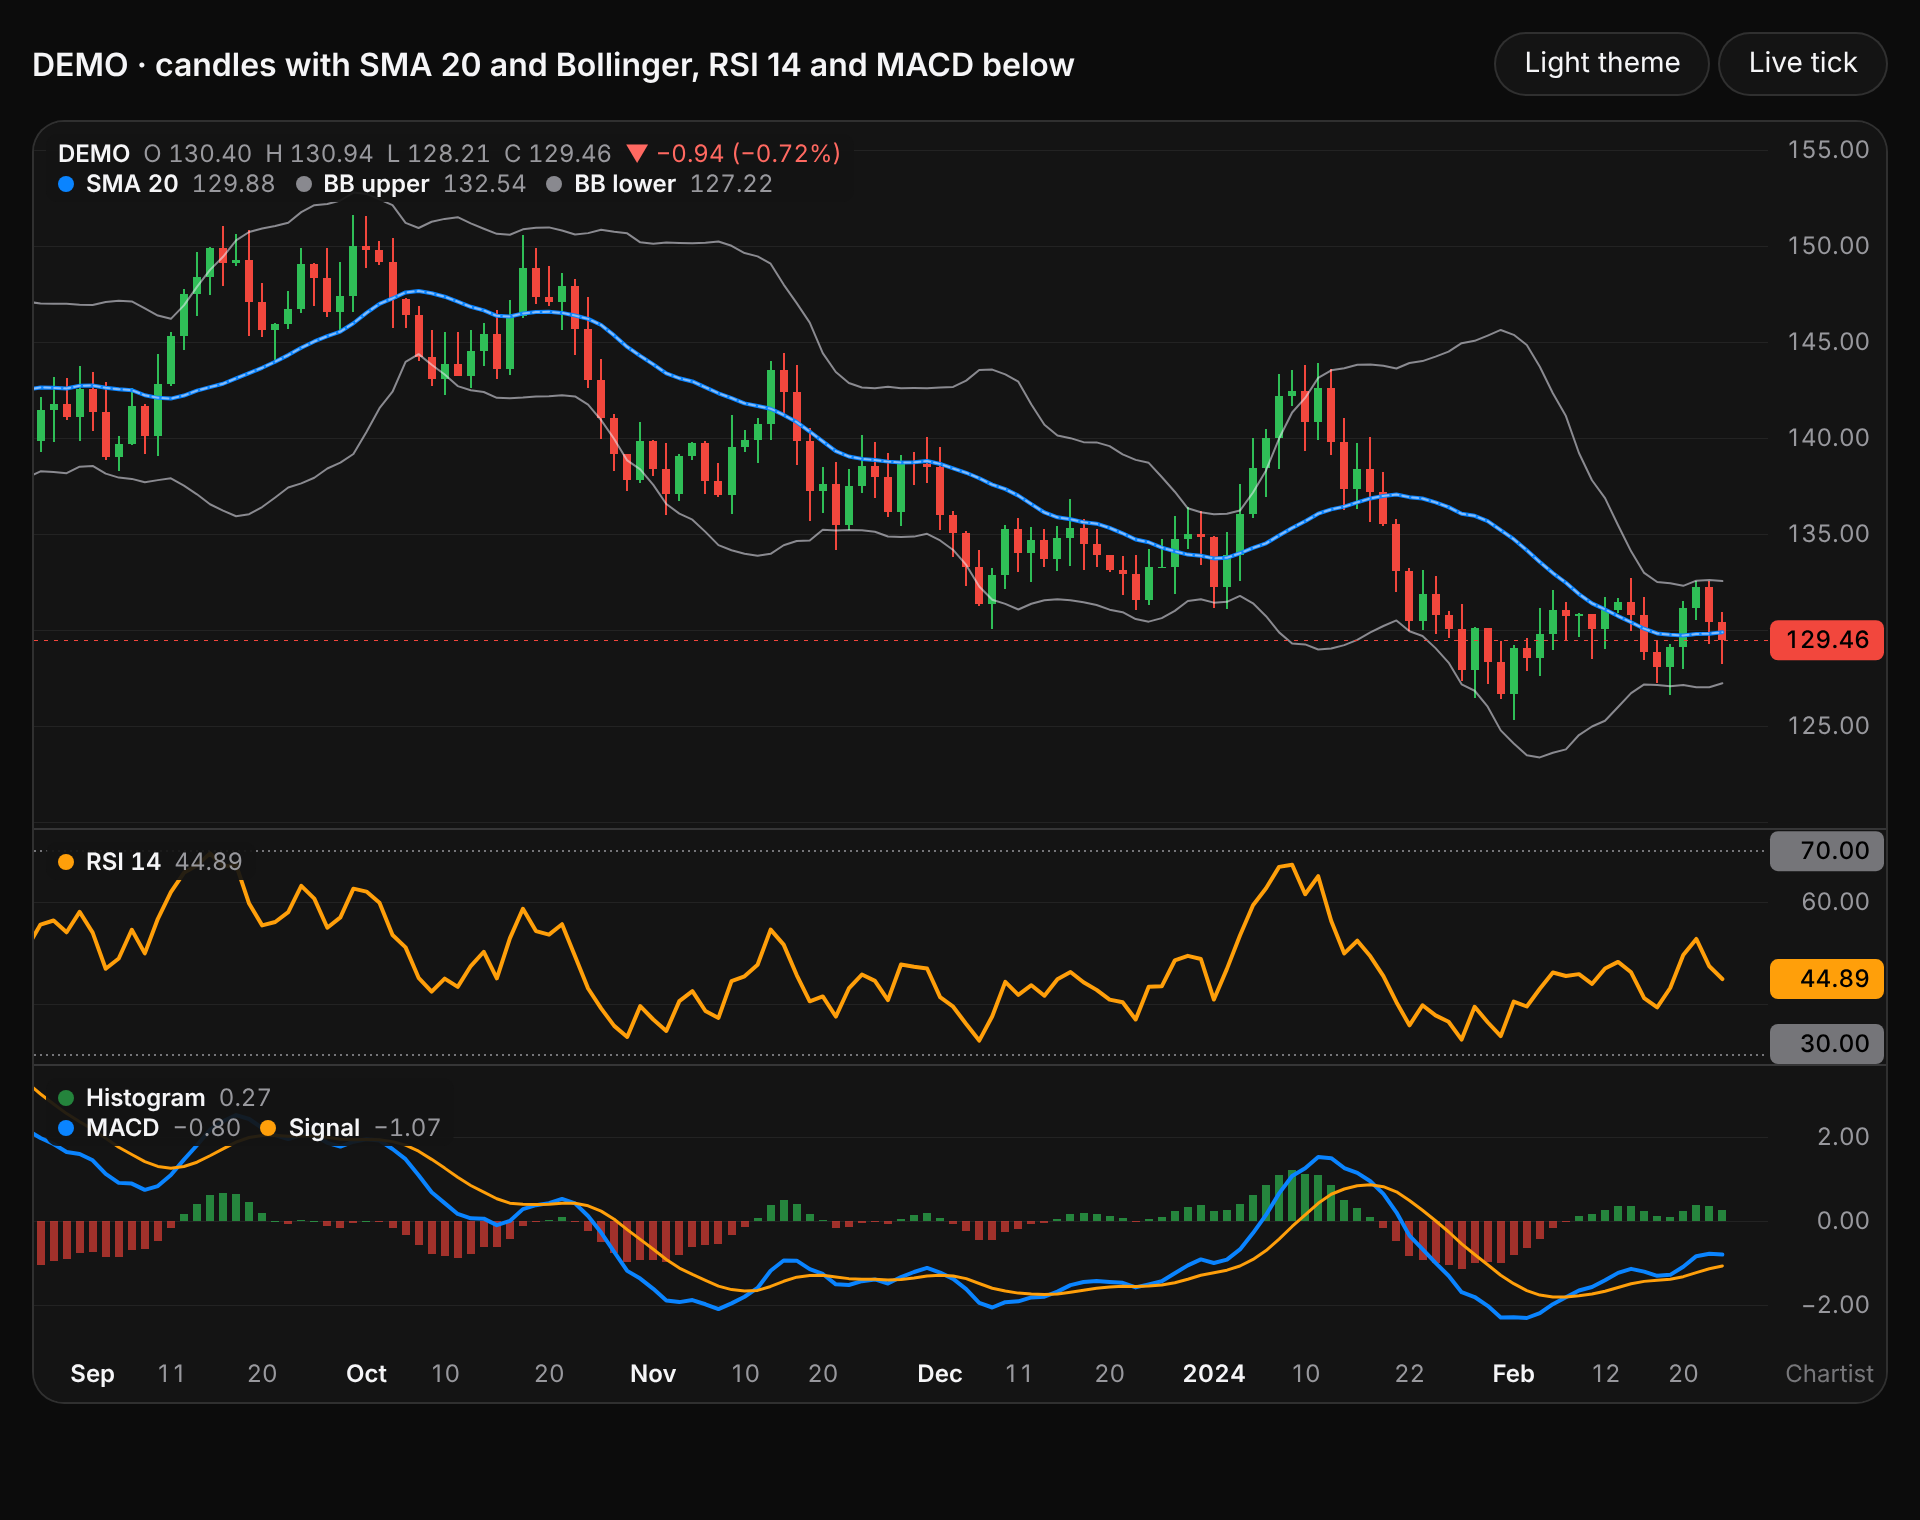 DEMO · candles with SMA 20 and Bollinger, RSI 14 and MACD below
Light theme
Live tick
DEMO O 130.40 H 130.94 L 128.21 C 129.46 ▼ −0.94 (−0.72%)
SMA 20 129.88 BB upper 132.54 BB lower 127.22
155.00
150.00
145.00
140.00
135.00
129.46
125.00
RSI 14 44.89
70.00
60.00
44.89
30.00
Histogram 0.27
MACD −0.80 Signal −1.07
2.00
0.00
−2.00
Sep 11 20 Oct 10 20 Nov 10 20 Dec 11 20 2024 10 22 Feb 12 20 Chartist